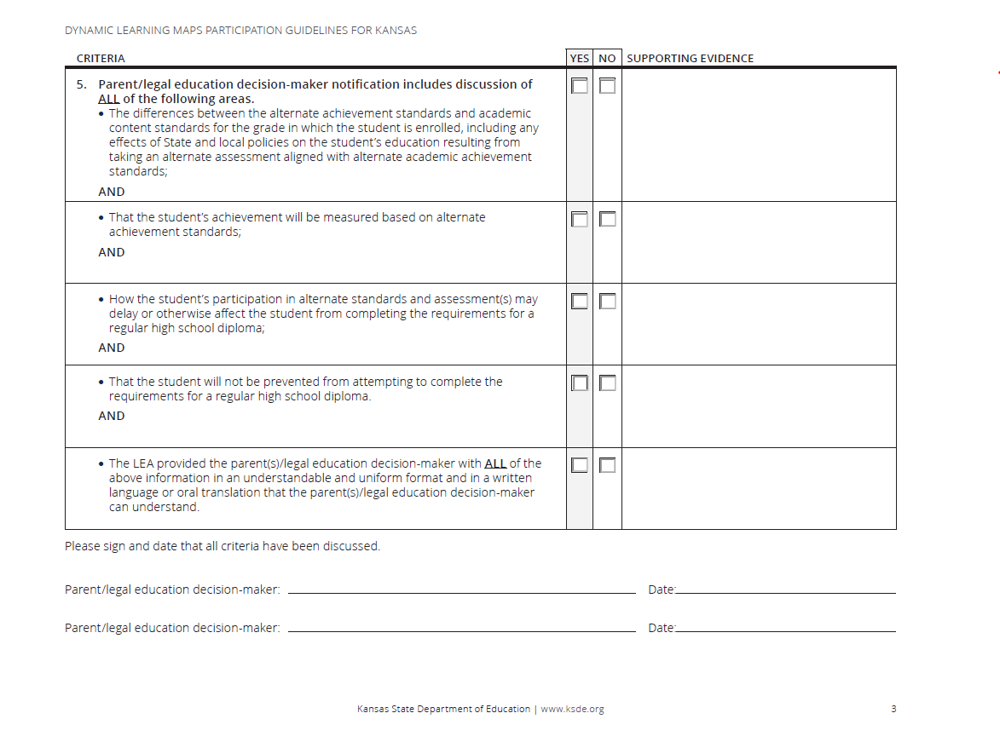 DYNAMIC LEARNING MAPS PARTICIPATION GUIDELINES FOR KANSAS
CRITERIA YES NO SUPPORTING EVIDENCE
5. Parent/legal education decision-maker notification includes discussion of
ALL of the following areas.
• The differences between the alternate achievement standards and academic
content standards for the grade in which the student is enrolled, including any
effects of State and local policies on the student’s education resulting from
taking an alternate assessment aligned with alternate academic achievement
standards;
AND
• That the student’s achievement will be measured based on alternate
achievement standards;
AND
• How the student’s participation in alternate standards and assessment(s) may
delay or otherwise affect the student from completing the requirements for a
regular high school diploma;
AND
• That the student will not be prevented from attempting to complete the
requirements for a regular high school diploma.
AND
• The LEA provided the parent(s)/legal education decision-maker with ALL of the
above information in an understandable and uniform format and in a written
language or oral translation that the parent(s)/legal education decision-maker
can understand.
Please sign and date that all criteria have been discussed.
Parent/legal education decision-maker: Date:
Parent/legal education decision-maker: Date:
Kansas State Department of Education | www.ksde.org 3